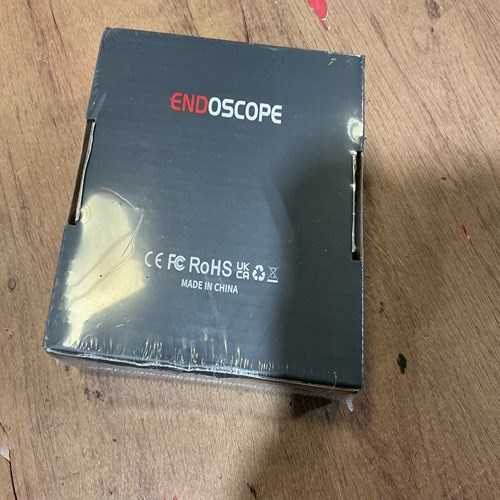 ENDOSCOPE
CE FC RoHS UK CA
MADE IN CHINA